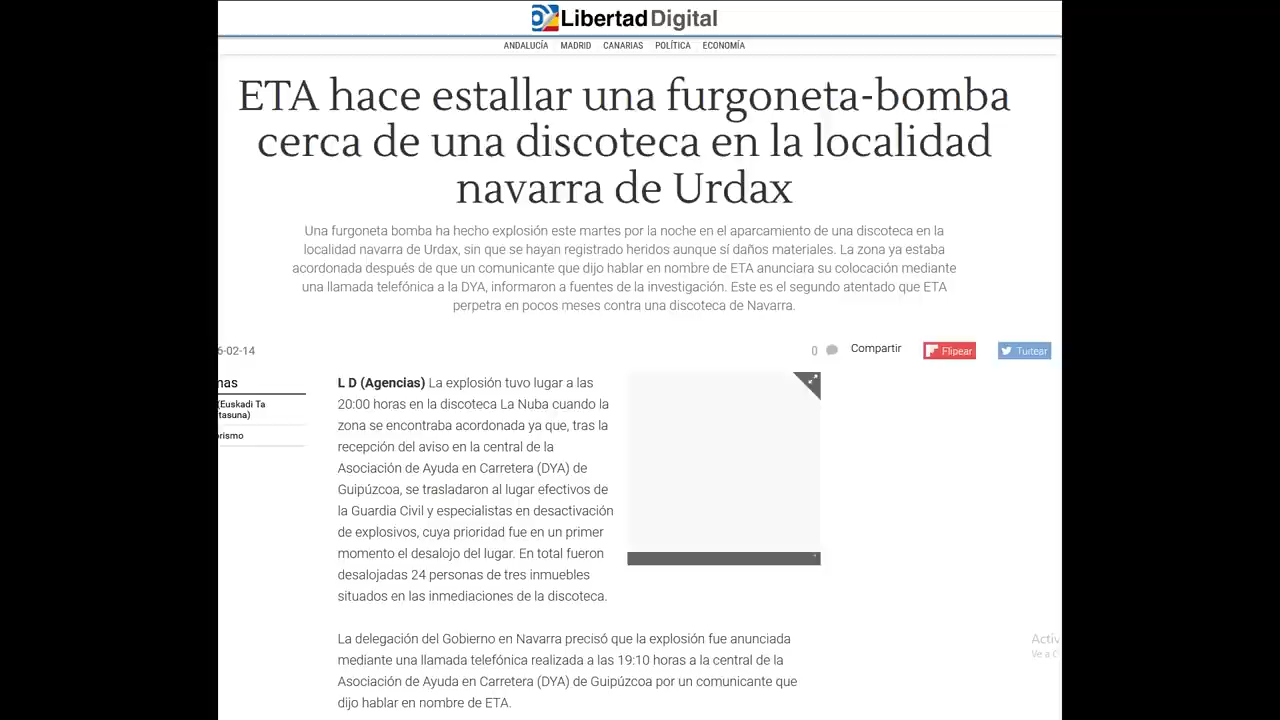 Libertad Digital
ANDALUCÍA MADRID CANARIAS POLÍTICA ECONOMÍA
ETA hace estallar una furgoneta-bomba
cerca de una discoteca en la localidad
navarra de Urdax
Una furgoneta bomba ha hecho explosión este martes por la noche en el aparcamiento de una discoteca en la
localidad navarra de Urdax, sin que se hayan registrado heridos aunque sí daños materiales. La zona ya estaba
acordonada después de que un comunicante que dijo hablar en nombre de ETA anunciara su colocación mediante
una llamada telefónica a la DYA, informaron a fuentes de la investigación. Este es el segundo atentado que ETA
perpetra en pocos meses contra una discoteca de Navarra.
6-02-14
0 Compartir Flipear Tuitear
mas
(Euskadi Ta
tasuna)
orismo
L D (Agencias) La explosión tuvo lugar a las
20:00 horas en la discoteca La Nuba cuando la
zona se encontraba acordonada ya que, tras la
recepción del aviso en la central de la
Asociación de Ayuda en Carretera (DYA) de
Guipúzcoa, se trasladaron al lugar efectivos de
la Guardia Civil y especialistas en desactivación
de explosivos, cuya prioridad fue en un primer
momento el desalojo del lugar. En total fueron
desalojadas 24 personas de tres inmuebles
situados en las inmediaciones de la discoteca.
La delegación del Gobierno en Navarra precisó que la explosión fue anunciada
mediante una llamada telefónica realizada a las 19:10 horas a la central de la
Asociación de Ayuda en Carretera (DYA) de Guipúzcoa por un comunicante que
dijo hablar en nombre de ETA.
Activ
Ve a C